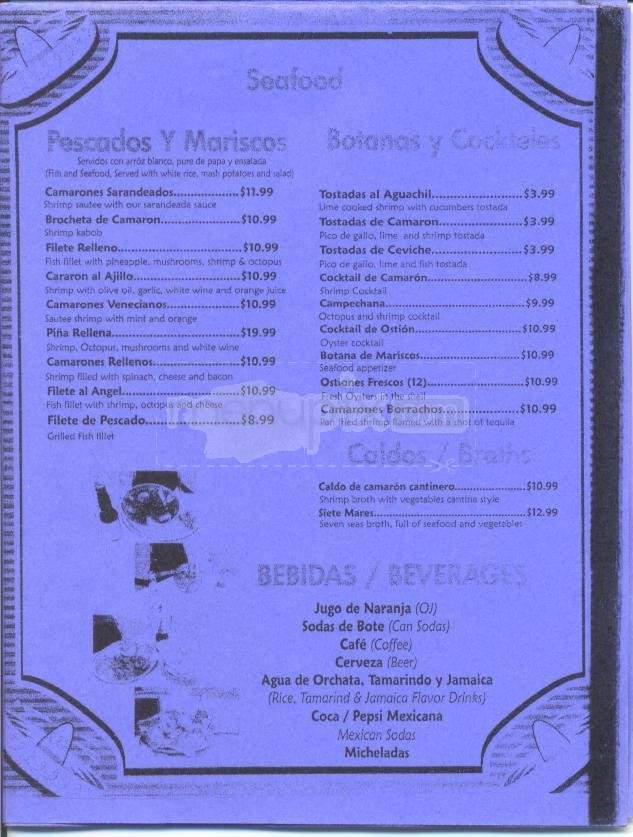 Seafood
Pescados Y Mariscos
Servidos con arróz blanco, pure de papa y ensalada
(Fish and Seafood, Served with white rice, mash potatoes and salad)
Camarones Sarandeados...................$11.99
Shrimp sautee with our sarandeada sauce
Brocheta de Camaron........................$10.99
Shrimp kabob
Filete Relleno....................................$10.99
Fish fillet with pineapple, mushrooms, shrimp & octopus
Cararon al Ajillo................................$10.99
Shrimp with olive oil, garlic, white wine and orange juice
Camarones Venecianos.....................$10.99
Sautee shrimp with mint and orange
Piña Rellena.....................................$19.99
Shrimp, Octopus, mushrooms and white wine
Camarones Rellenos.........................$10.99
Shrimp filled with spinach, cheese and bacon
Filete al Angel..................................$10.99
Fish fillet with shrimp, octopus and cheese
Filete de Pescado............................$8.99
Grilled Fish fillet
Botanas y Cockteles
Tostadas al Aguachil..........................$3.99
Lime cooked shrimp with cucumbers tostada
Tostadas de Camaron........................$3.99
Pico de gallo, lime and shrimp tostada
Tostadas de Ceviche.........................$3.99
Pico de gallo, lime and fish tostada
Cocktail de Camarón.........................$8.99
Shrimp Cocktail
Campechana.....................................$9.99
Octopus and shrimp cocktail
Cocktail de Ostión...........................$10.99
Oyster cocktail
Botana de Mariscos.........................$10.99
Seafood appetizer
Ostiones Frescos (12).......................$10.99
Fresh Oysters in the shell
Camarones Borrachos.....................$10.99
Pan fried shrimp flamed with a shot of tequila
Caldos / Broths
Caldo de camarón cantinero...................$10.99
Shrimp broth with vegetables cantina style
Siete Mares..........................................$12.99
Seven seas broth, full of seafood and vegetables
BEBIDAS / BEVERAGES
Jugo de Naranja (OJ)
Sodas de Bote (Can Sodas)
Café (Coffee)
Cerveza (Beer)
Agua de Orchata, Tamarindo y Jamaica
(Rice, Tamarind & Jamaica Flavor Drinks)
Coca / Pepsi Mexicana
Mexican Sodas
Micheladas